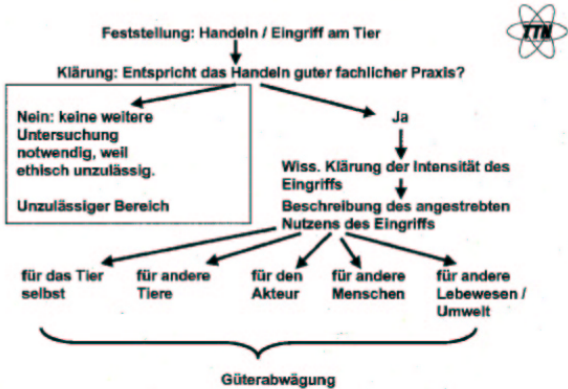 Feststellung: Handeln / Eingriff am Tier
TTN
Klärung: Entspricht das Handeln guter fachlicher Praxis?
Nein: keine weitere
Untersuchung
notwendig, weil
ethisch unzulässig.
Unzulässiger Bereich
Ja
Wiss. Klärung der Intensität des
Eingriffs
Beschreibung des angestrebten
Nutzens des Eingriffs
für das Tier
selbst
für andere
Tiere
für den
Akteur
für andere
Menschen
für andere
Lebewesen /
Umwelt
Güterabwägung